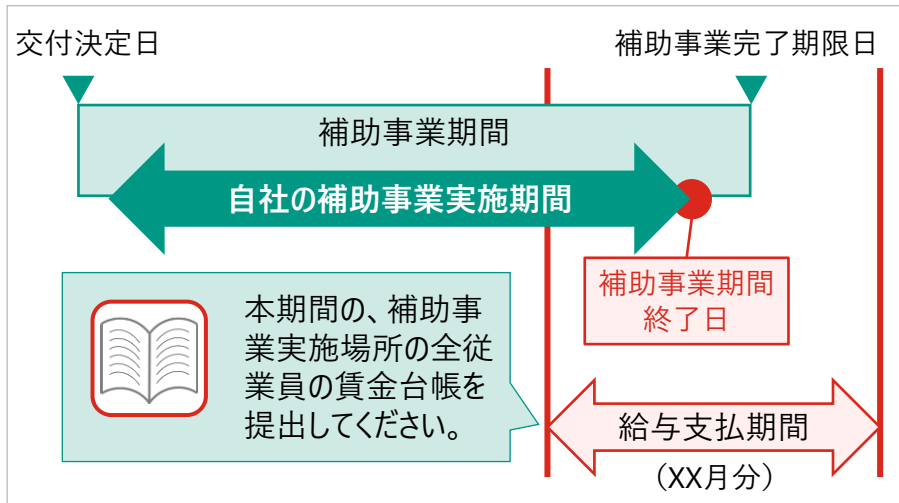 交付決定日
補助事業完了期限日
補助事業期間
自社の補助事業実施期間
補助事業期間
終了日
本期間の、補助事
業実施場所の全従
業員の賃金台帳を
提出してください。
給与支払期間
（XX月分）